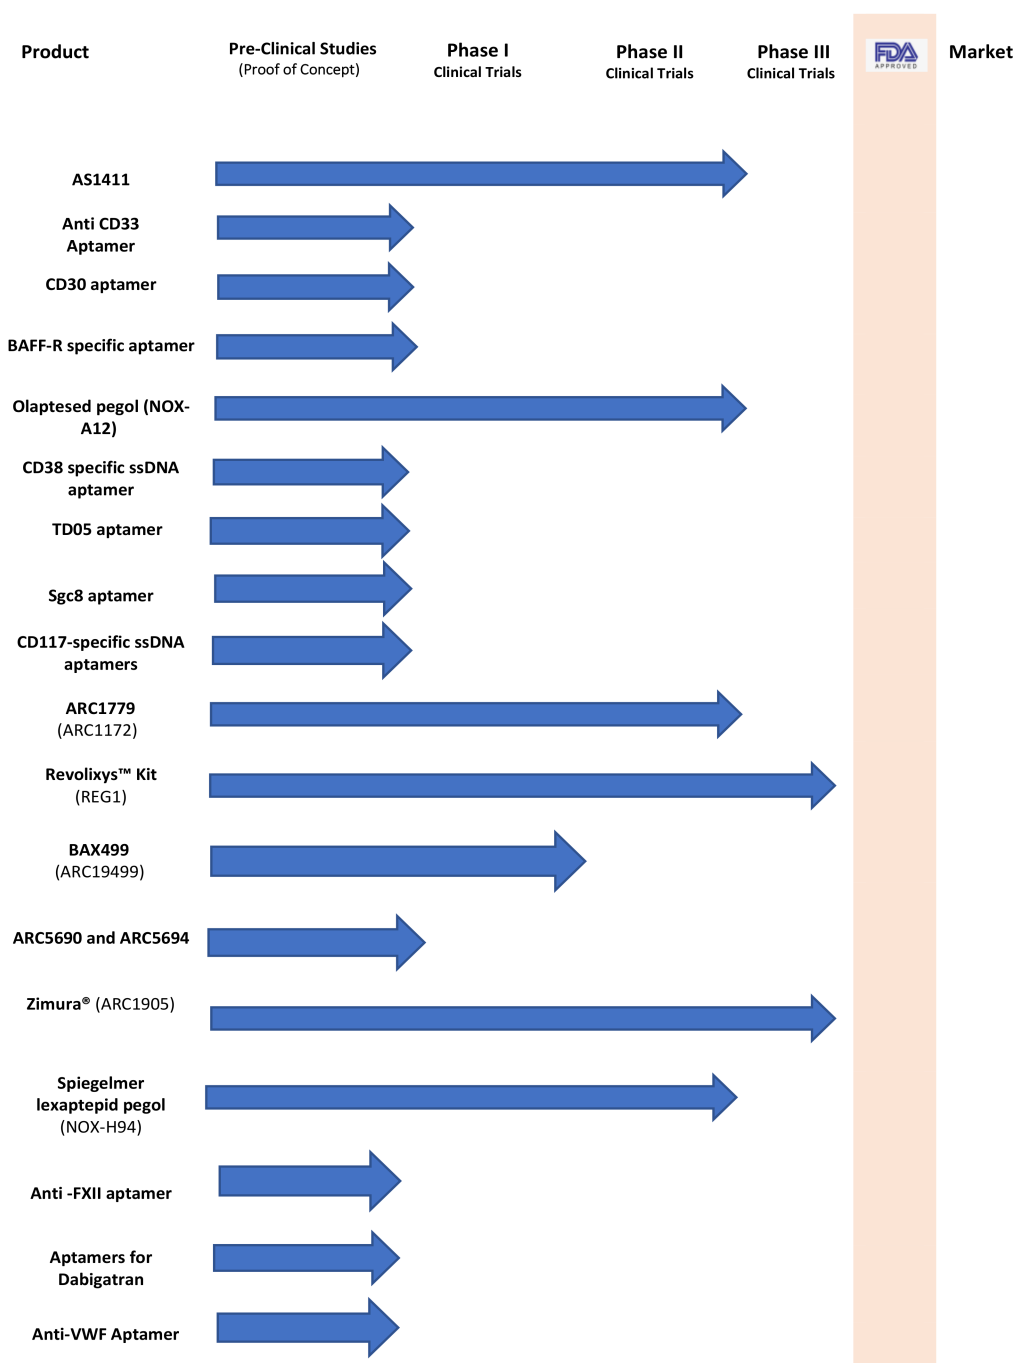 Product
Pre-Clinical Studies
(Proof of Concept)
Phase I
Clinical Trials
Phase II
Clinical Trials
Phase III
Clinical Trials
FDA
APPROVED
Market
AS1411
Anti CD33
Aptamer
CD30 aptamer
BAFF-R specific aptamer
Olaptesed pegol (NOX-
A12)
CD38 specific ssDNA
aptamer
TD05 aptamer
Sgc8 aptamer
CD117-specific ssDNA
aptamers
ARC1779
(ARC1172)
Revolixys™ Kit
(REG1)
BAX499
(ARC19499)
ARC5690 and ARC5694
Zimura® (ARC1905)
Spiegelmer
lexaptepid pegol
(NOX-H94)
Anti -FXII aptamer
Aptamers for
Dabigatran
Anti-VWF Aptamer